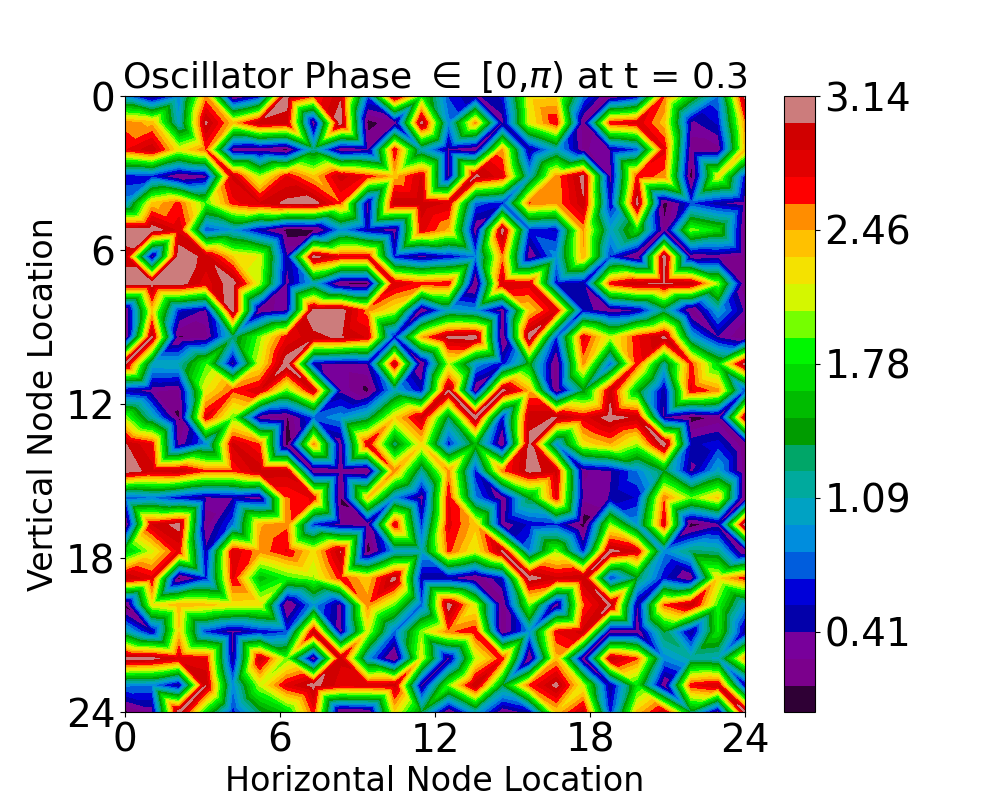 Oscillator Phase ∈ [0,π) at t = 0.3
0
6
12
18
24
Vertical Node Location
0 6 12 18 24
Horizontal Node Location
3.14
2.46
1.78
1.09
0.41